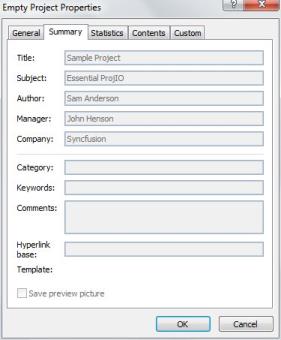 Empty Project Properties
General Summary Statistics Contents Custom
Title: Sample Project
Subject: Essential ProjIO
Author: Sam Anderson
Manager: John Henson
Company: Syncfusion
Category:
Keywords:
Comments:
Hyperlink
base:
Template:
Save preview picture
OK Cancel